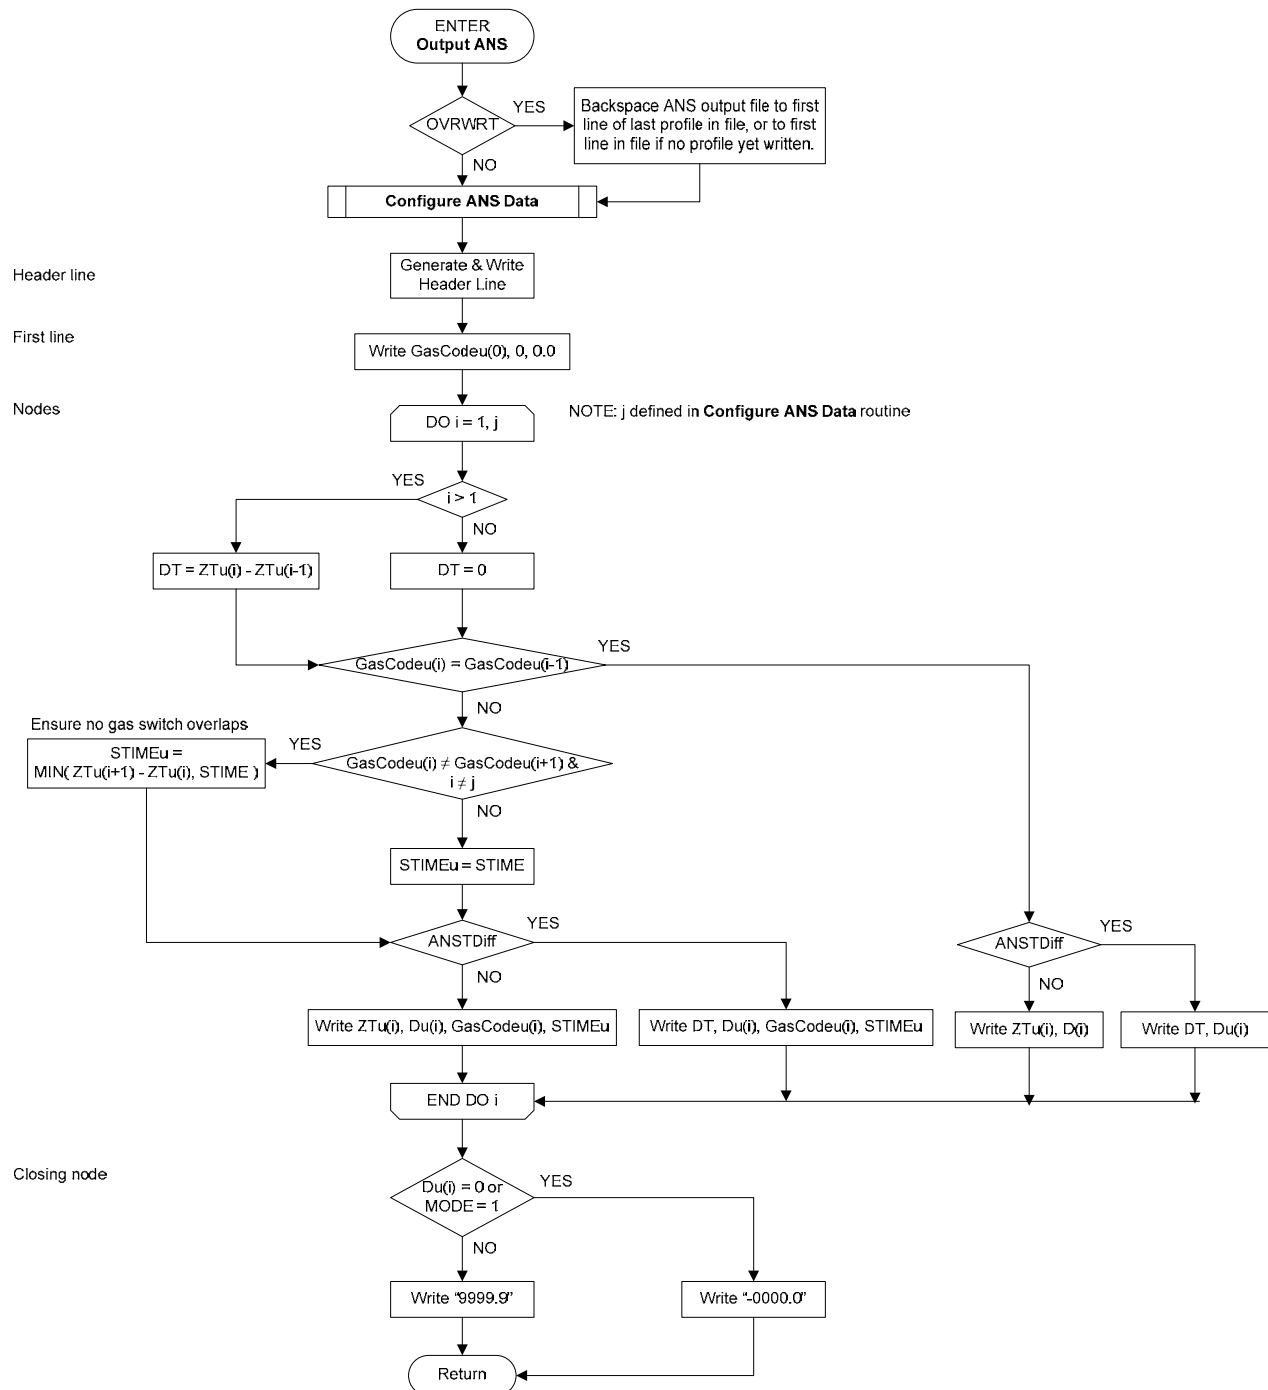 ENTER
Output ANS
OVRWRT
YES
Backspace ANS output file to first
line of last profile in file, or to first
line in file if no profile yet written.
NO
Configure ANS Data
Header line
Generate & Write
Header Line
First line
Write GasCodeu(0), 0, 0.0
Nodes
DO i = 1, j
NOTE: j defined in Configure ANS Data routine
YES
i > 1
NO
DT = ZTu(i) - ZTu(i-1)
DT = 0
GasCodeu(i) = GasCodeu(i-1)
YES
NO
Ensure no gas switch overlaps
STIMEu =
MIN( ZTu(i+1) - ZTu(i), STIME )
YES
GasCodeu(i) ≠ GasCodeu(i+1) &
i ≠ j
NO
STIMEu = STIME
ANSTDiff
YES
NO
ANSTDiff
YES
NO
Write ZTu(i), Du(i), GasCodeu(i), STIMEu
Write DT, Du(i), GasCodeu(i), STIMEu
Write ZTu(i), D(i)
Write DT, Du(i)
END DO i
Closing node
Du(i) = 0 or
MODE = 1
YES
NO
Write “9999.9”
Write “-0000.0”
Return